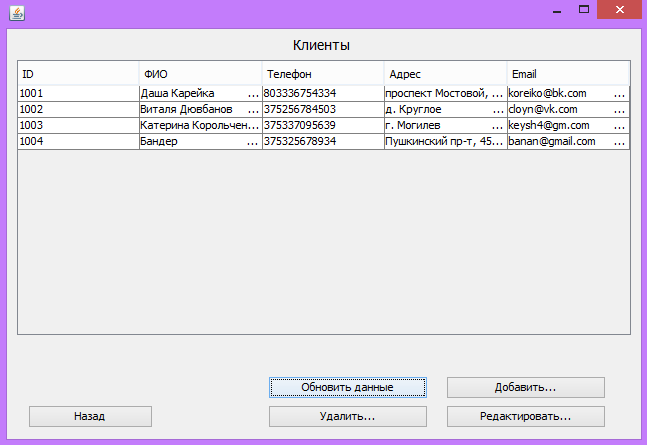 Клиенты
ID ФИО Телефон Адрес Email
1001 Даша Карейка ... 803336754334 проспект Мостовой, ... koreiko@bk.com ...
1002 Виталя Дювбанов ... 375256784503 д. Круглое ... cloyn@vk.com ...
1003 Катерина Корольчен... 375337095639 г. Могилев ... keysh4@gm.com ...
1004 Бандер ... 375325678934 Пушкинский пр-т, 45... banan@gmail.com ...
Обновить данные Добавить...
Назад Удалить... Редактировать...